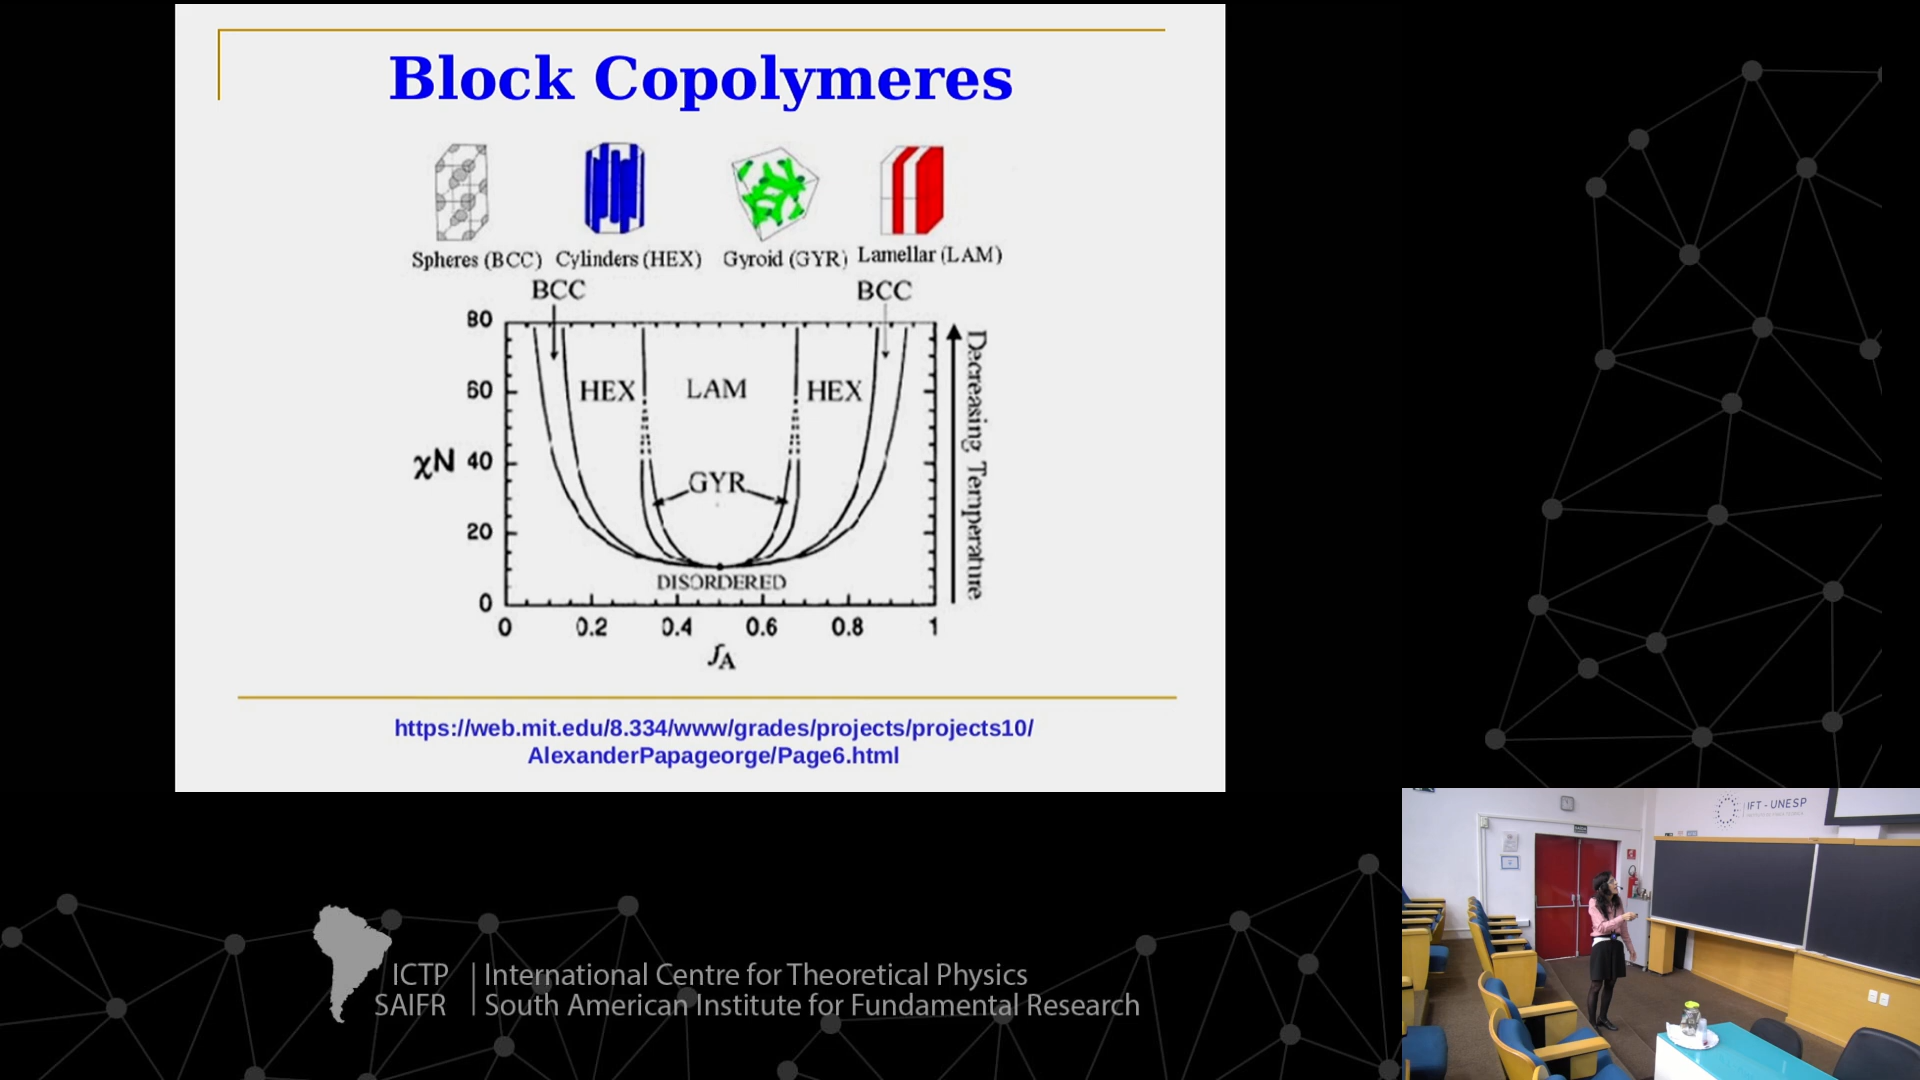 Block Copolymeres
Spheres (BCC) Cylinders (HEX) Gyroid (GYR) Lamellar (LAM)
BCC BCC
80
60
40
20
0
χN
HEX LAM HEX
GYR
DISORDERED
Decreasing Temperature
0 0.2 0.4 0.6 0.8 1
fA
https://web.mit.edu/8.334/www/grades/projects/projects10/
AlexanderPapageorge/Page6.html
IFT - UNESP
ICTP | International Centre for Theoretical Physics
SAIFR | South American Institute for Fundamental Research